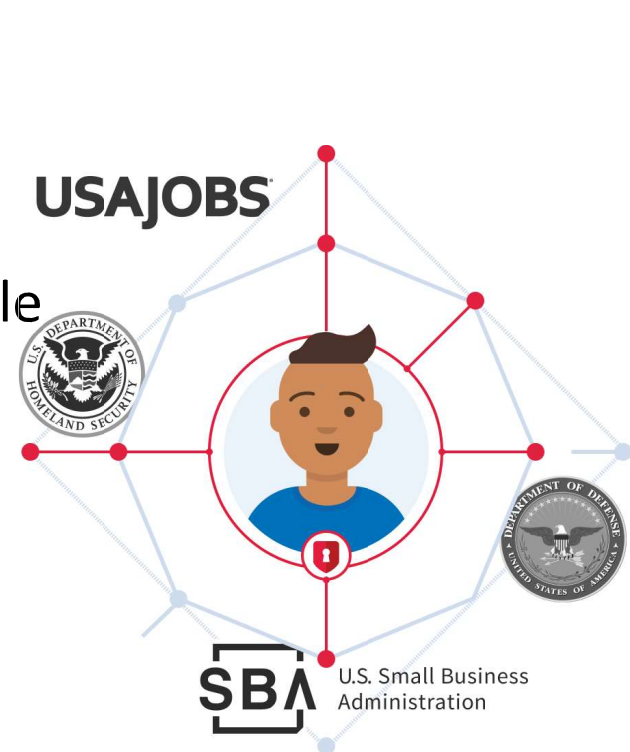 USAJOBS
le
U.S. DEPARTMENT OF
HOMELAND SECURITY
DEPARTMENT OF DEFENSE
UNITED STATES OF AMERICA
SBA
U.S. Small Business
Administration